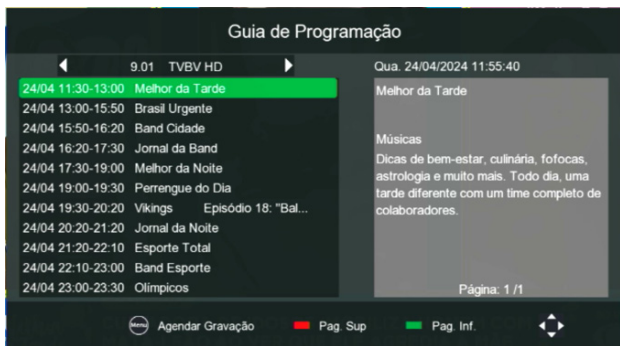 Guia de Programação
9.01 TVBV HD
Qua. 24/04/2024 11:55:40
24/04 11:30-13:00 Melhor da Tarde
24/04 13:00-15:50 Brasil Urgente
24/04 15:50-16:20 Band Cidade
24/04 16:20-17:30 Jornal da Band
24/04 17:30-19:00 Melhor da Noite
24/04 19:00-19:30 Perrengue do Dia
24/04 19:30-20:20 Vikings Episódio 18: "Bal...
24/04 20:20-21:20 Jornal da Noite
24/04 21:20-22:10 Esporte Total
24/04 22:10-23:00 Band Esporte
24/04 23:00-23:30 Olímpicos
Melhor da Tarde
Músicas
Dicas de bem-estar, culinária, fofocas,
astrologia e muito mais. Todo dia, uma
tarde diferente com um time completo de
colaboradores.
Página: 1 /1
Menu Agendar Gravação Pag. Sup Pag. Inf.